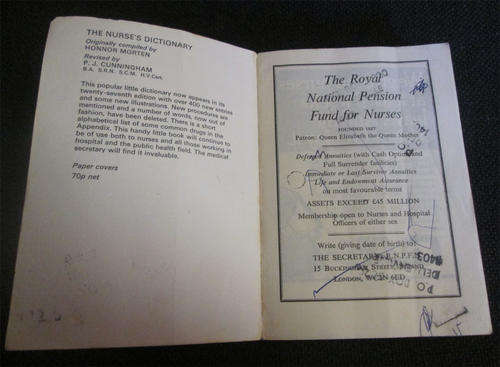 THE NURSE'S DICTIONARY
Originally compiled by
HONNOR MORTEN
Revised by
P. J. CUNNINGHAM
B.A. S.R.N. S.C.M. H.V.Cert.
This popular little dictionary now appears in its
twenty-seventh edition with over 400 new entries
and some new illustrations. New procedures are
mentioned and a number of words, now out of
fashion, have been deleted. There is a short
alphabetical list of some common drugs in the
Appendix. This handy little book will continue to
be of use both to nurses and all those working in
hospital and the public health field. The medical
secretary will find it invaluable.
Paper covers
70p net
The Royal
National Pension
Fund for Nurses
FOUNDED 1887
Patron: Queen Elizabeth the Queen Mother
Deferred Annuities (with Cash Option and
Full Surrender facilities)
Immediate or Last Survivor Annuities
Life and Endowment Assurance
on most favourable terms
ASSETS EXCEED £45 MILLION
Membership open to Nurses and Hospital
Officers of either sex
Write (giving date of birth) to:
THE SECRETARY, R.N.P.F.N.
15 BUCKINGHAM STREET, STRAND,
LONDON, WC2N 6ED